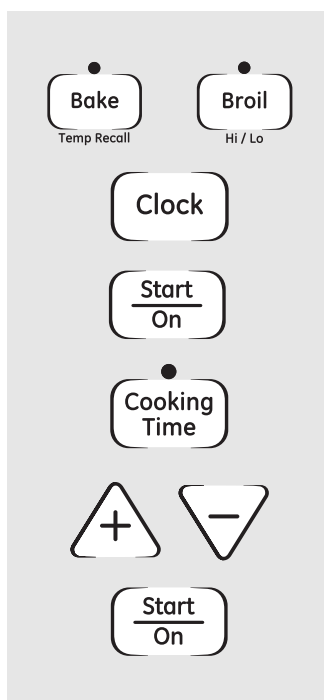 Bake Broil
Temp Recall Hi / Lo
Clock
Start
On
Cooking
Time
+ −
Start
On